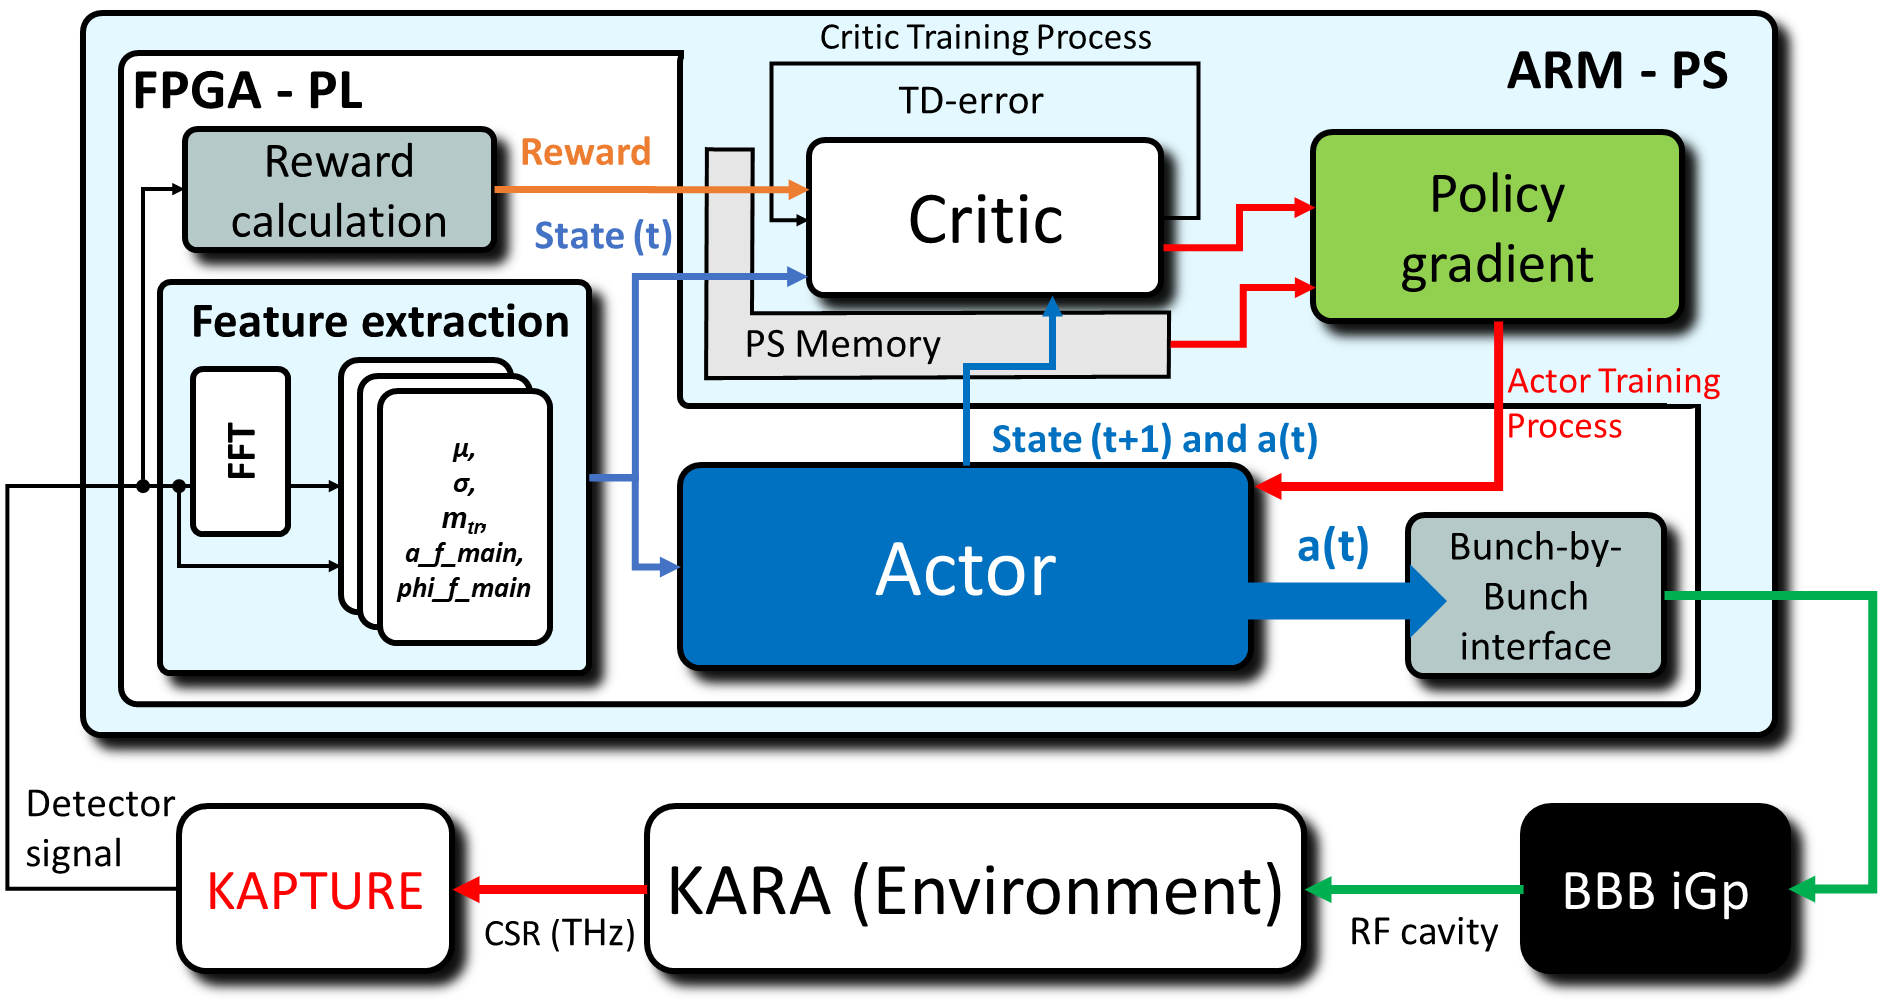 Critic Training Process
FPGA - PL
ARM - PS
TD-error
Reward
calculation
Reward
State (t)
Critic
Policy
gradient
Feature extraction
PS Memory
FFT
μ,
σ,
m_tr,
a_f_main,
phi_f_main
Actor Training
Process
State (t+1) and a(t)
Actor
a(t)
Bunch-by-
Bunch
interface
Detector
signal
KAPTURE
CSR (THz)
KARA (Environment)
RF cavity
BBB iGp